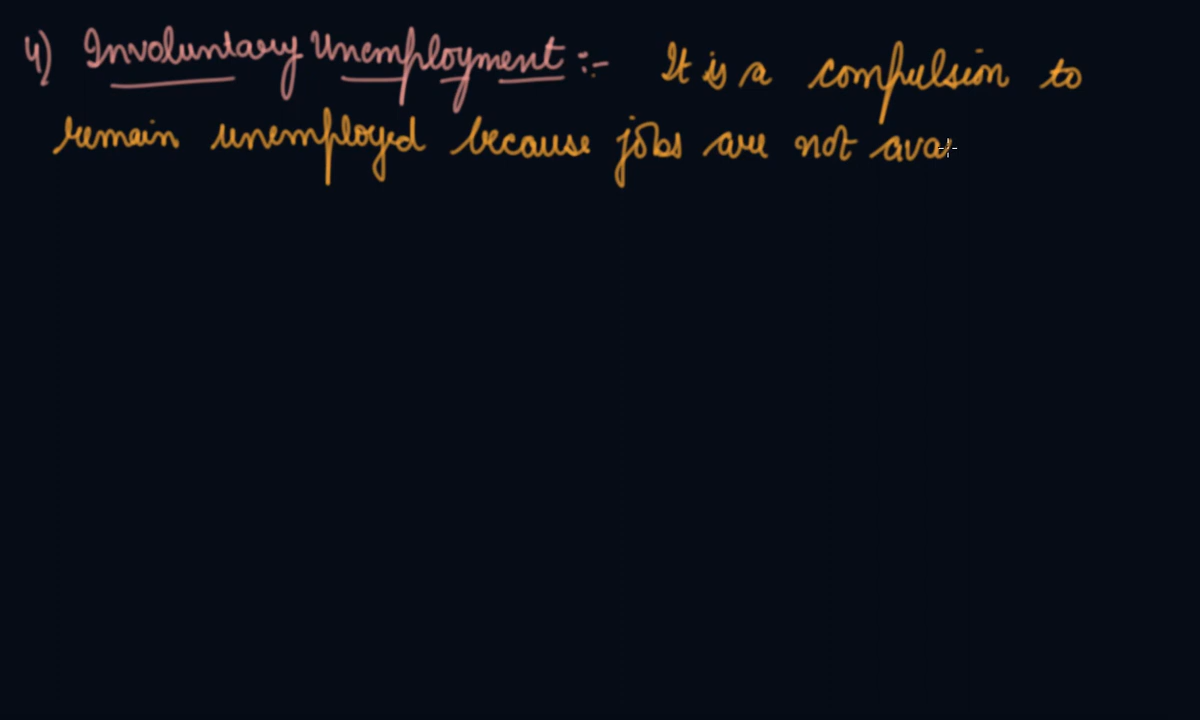 4) Involuntary Unemployment :- It is a compulsion to
remain unemployed because jobs are not ava